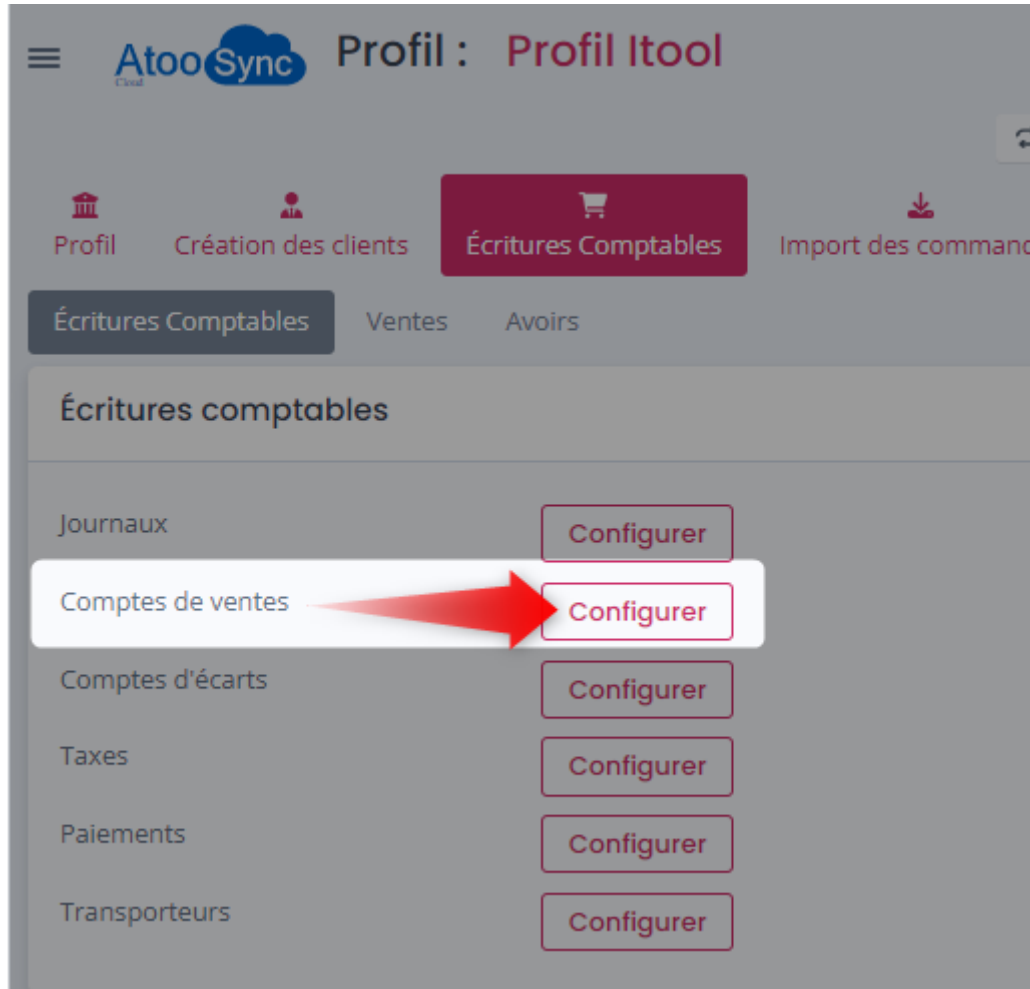 AtooSync
Cloud
Profil : Profil Itool
Profil Création des clients Écritures Comptables Import des command
Écritures Comptables Ventes Avoirs
Écritures comptables
Journaux Configurer
Comptes de ventes Configurer
Comptes d'écarts Configurer
Taxes Configurer
Paiements Configurer
Transporteurs Configurer